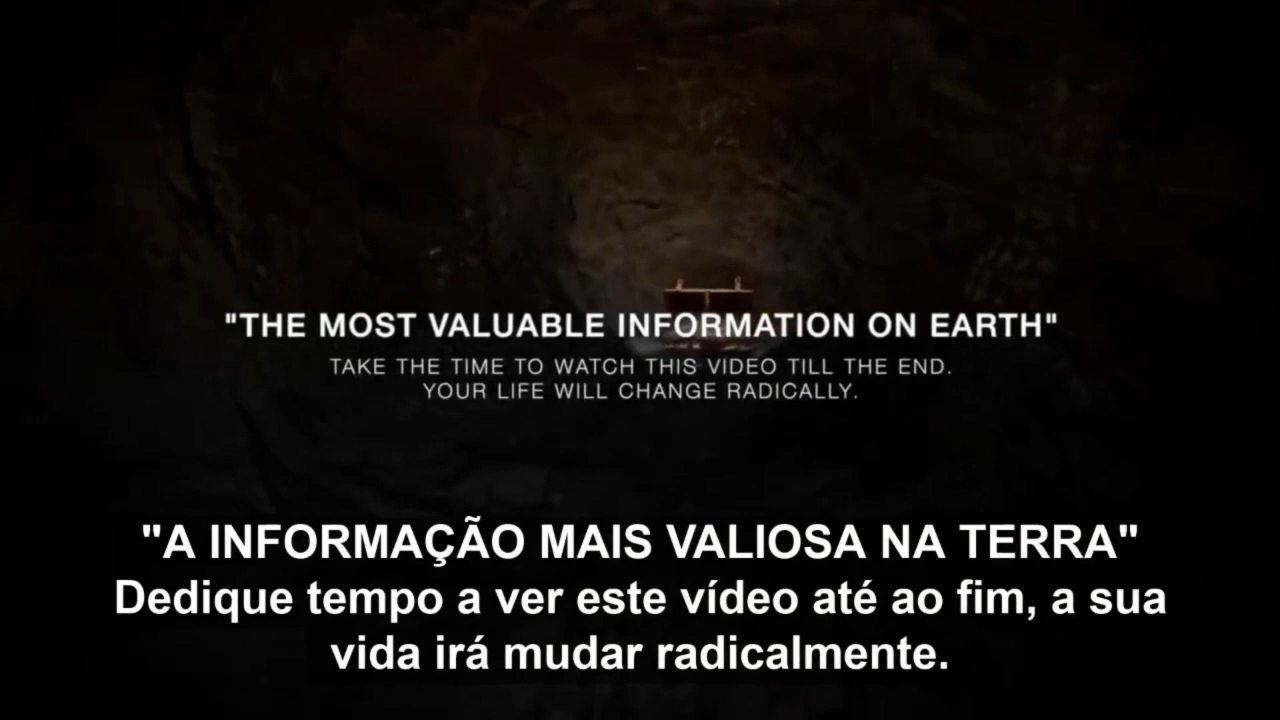 "THE MOST VALUABLE INFORMATION ON EARTH"
TAKE THE TIME TO WATCH THIS VIDEO TILL THE END.
YOUR LIFE WILL CHANGE RADICALLY.
"A INFORMAÇÃO MAIS VALIOSA NA TERRA"
Dedique tempo a ver este vídeo até ao fim, a sua
vida irá mudar radicalmente.